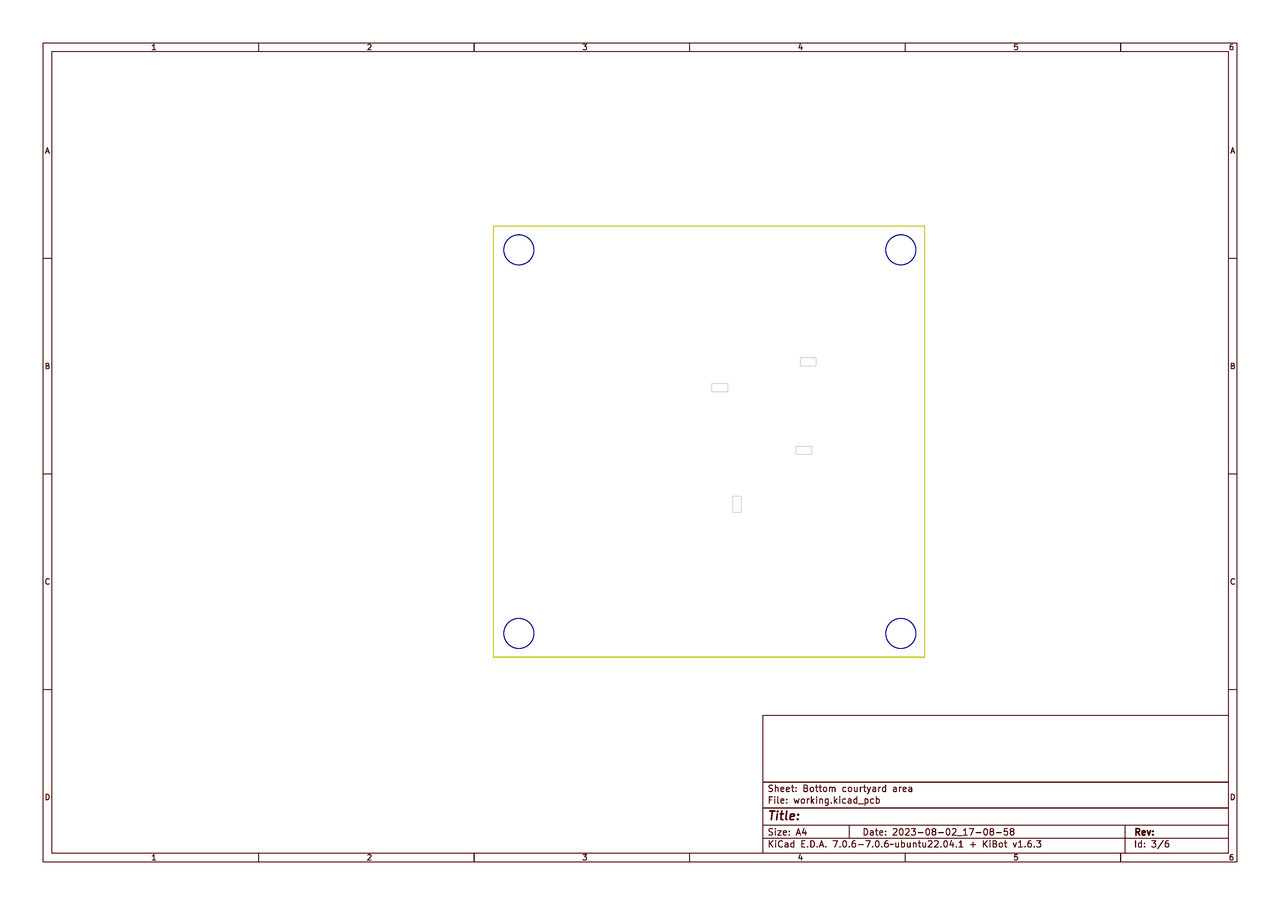 1 2 3 4 5 6
A A
B B
C C
D D
Sheet: Bottom courtyard area
File: working.kicad_pcb
Title:
Size: A4 Date: 2023-08-02_17-08-58 Rev:
KiCad E.D.A. 7.0.6-7.0.6~ubuntu22.04.1 + KiBot v1.6.3 Id: 3/6
1 2 3 4 5 6